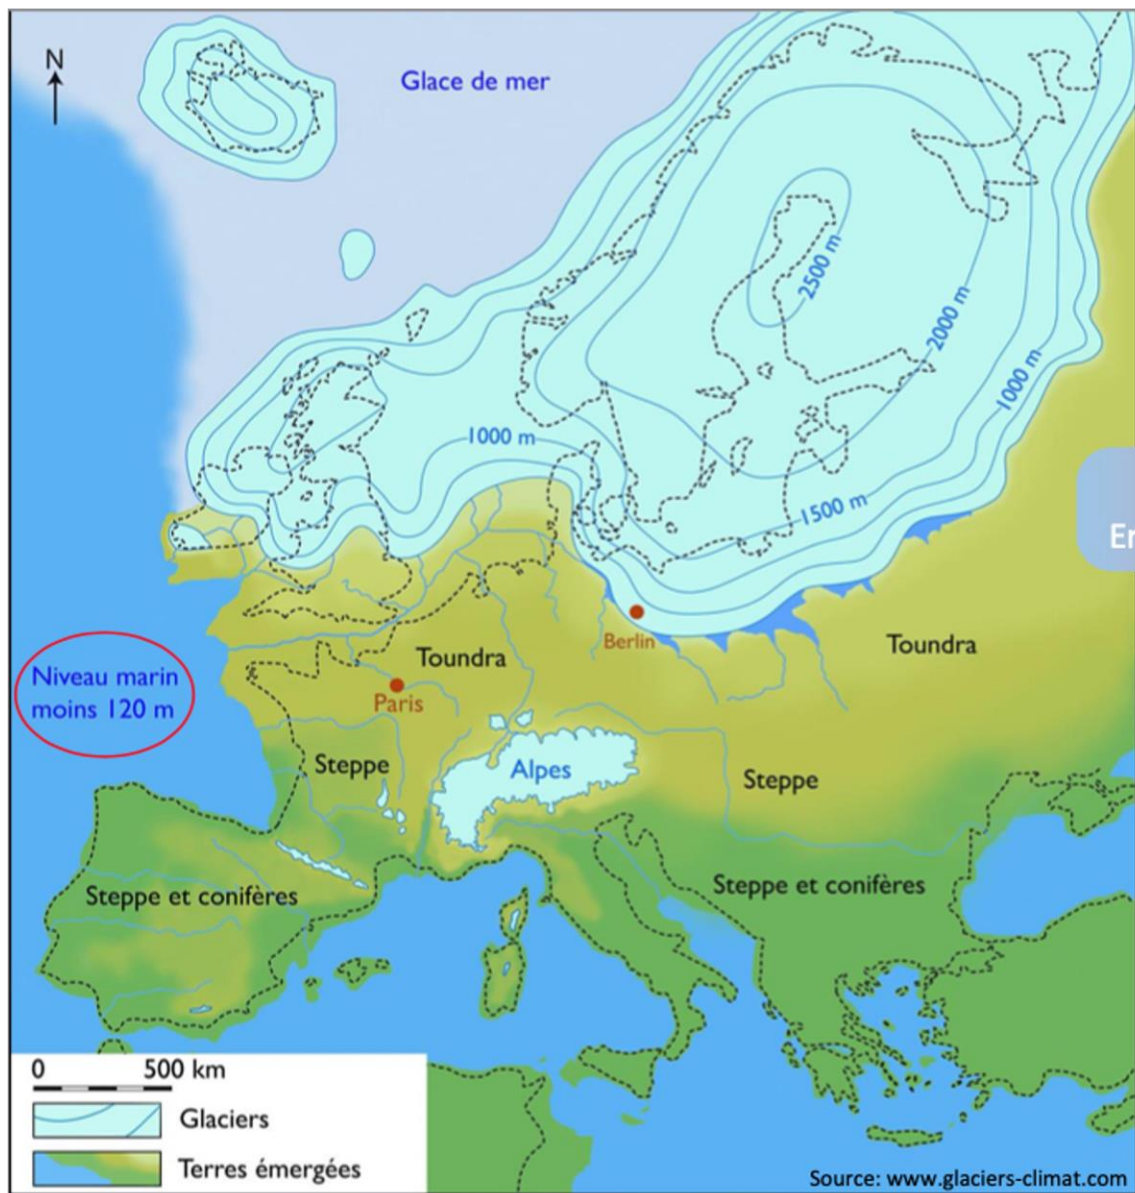 N
Glace de mer
2500 m
2000 m
1000 m
1000 m
1500 m
Er
Berlin
Toundra
Toundra
Niveau marin
moins 120 m
Paris
Steppe
Alpes
Steppe
Steppe et conifères
Steppe et conifères
0 500 km
Glaciers
Terres émergées
Source: www.glaciers-climat.com